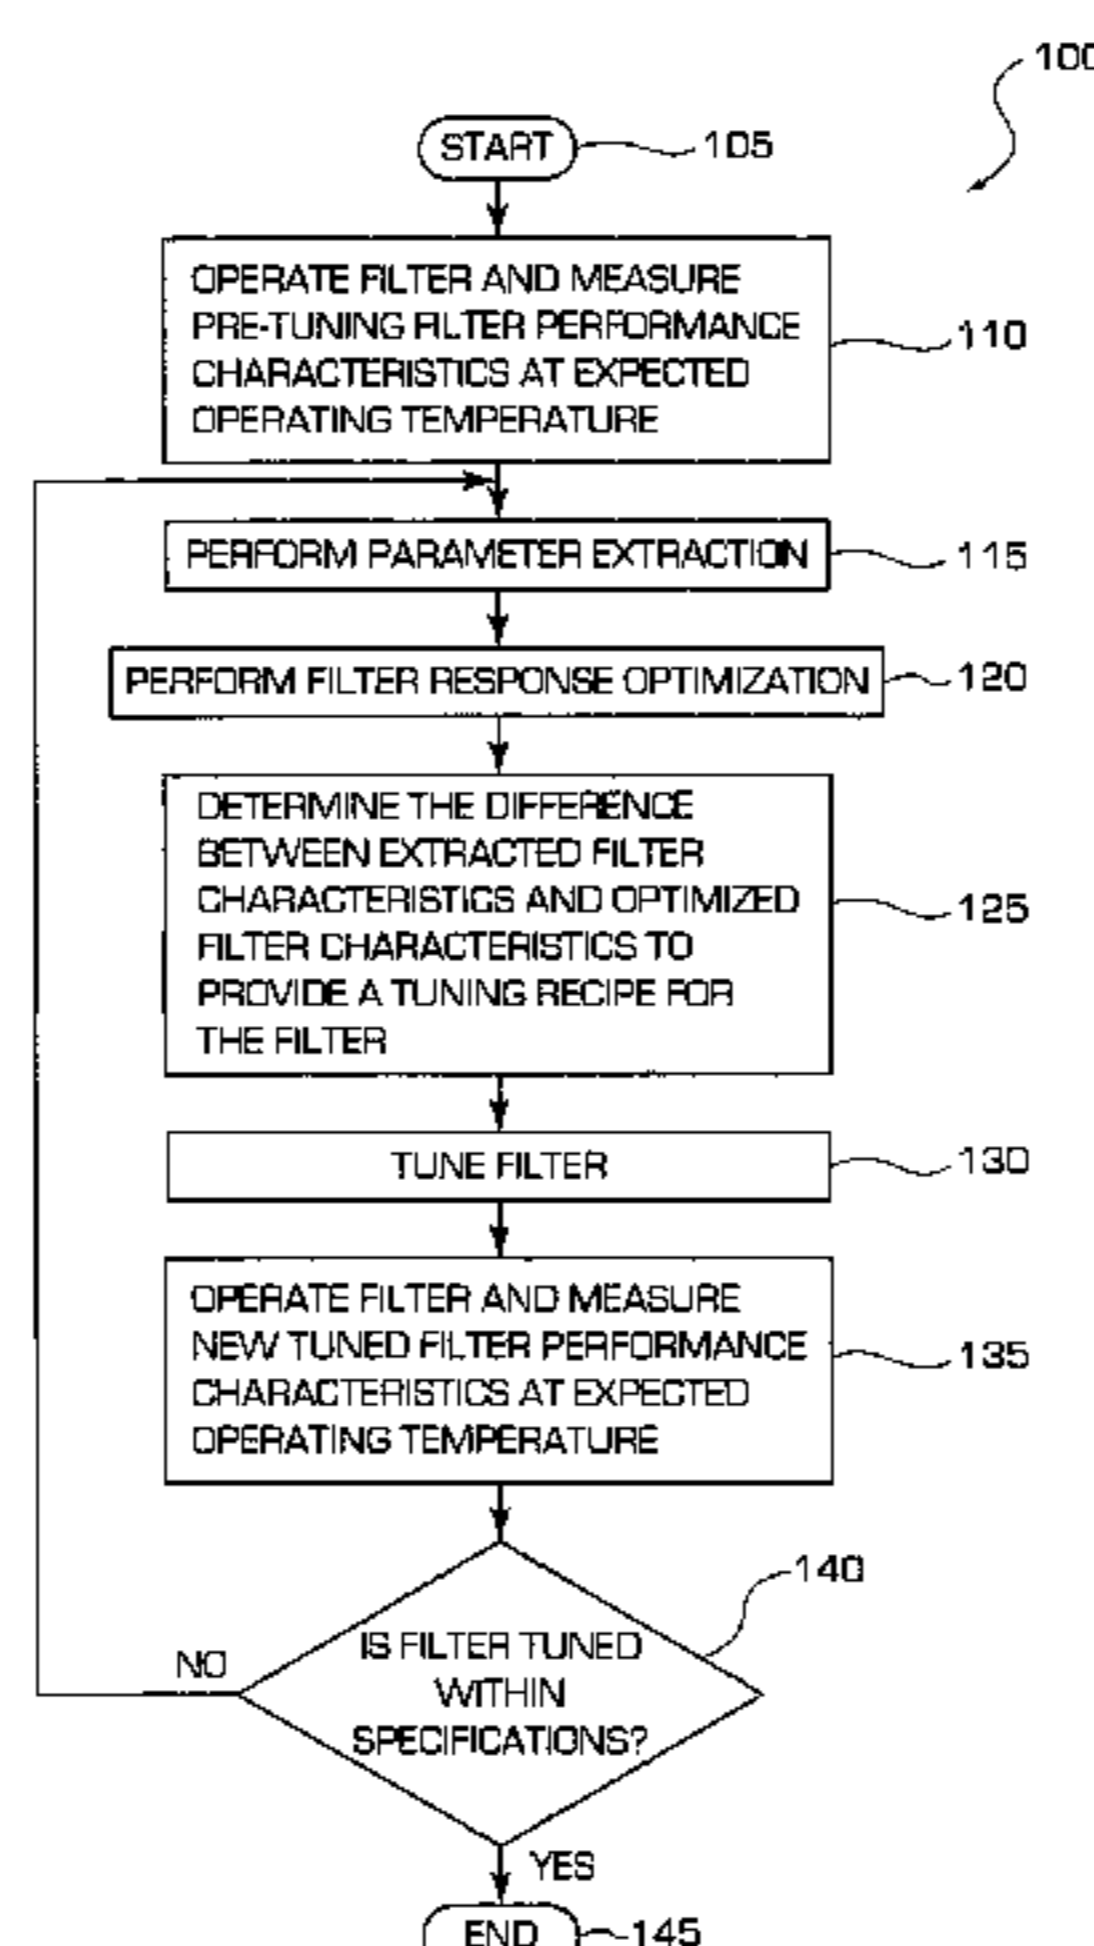 100
START
105
OPERATE FILTER AND MEASURE
PRE-TUNING FILTER PERFORMANCE
CHARACTERISTICS AT EXPECTED
OPERATING TEMPERATURE
110
PERFORM PARAMETER EXTRACTION
115
PERFORM FILTER RESPONSE OPTIMIZATION
120
DETERMINE THE DIFFERENCE
BETWEEN EXTRACTED FILTER
CHARACTERISTICS AND OPTIMIZED
FILTER CHARACTERISTICS TO
PROVIDE A TUNING RECIPE FOR
THE FILTER
125
TUNE FILTER
130
OPERATE FILTER AND MEASURE
NEW TUNED FILTER PERFORMANCE
CHARACTERISTICS AT EXPECTED
OPERATING TEMPERATURE
135
140
IS FILTER TUNED
WITHIN
SPECIFICATIONS?
NO
YES
END
145